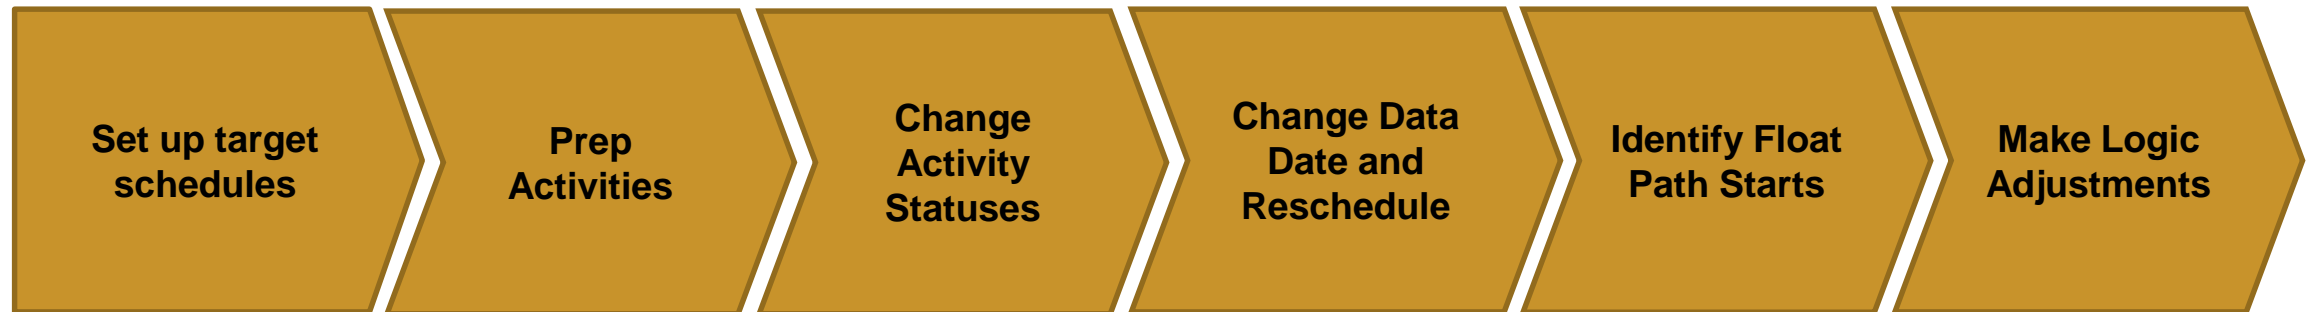 Set up target
schedules
Prep
Activities
Change
Activity
Statuses
Change Data
Date and
Reschedule
Identify Float
Path Starts
Make Logic
Adjustments